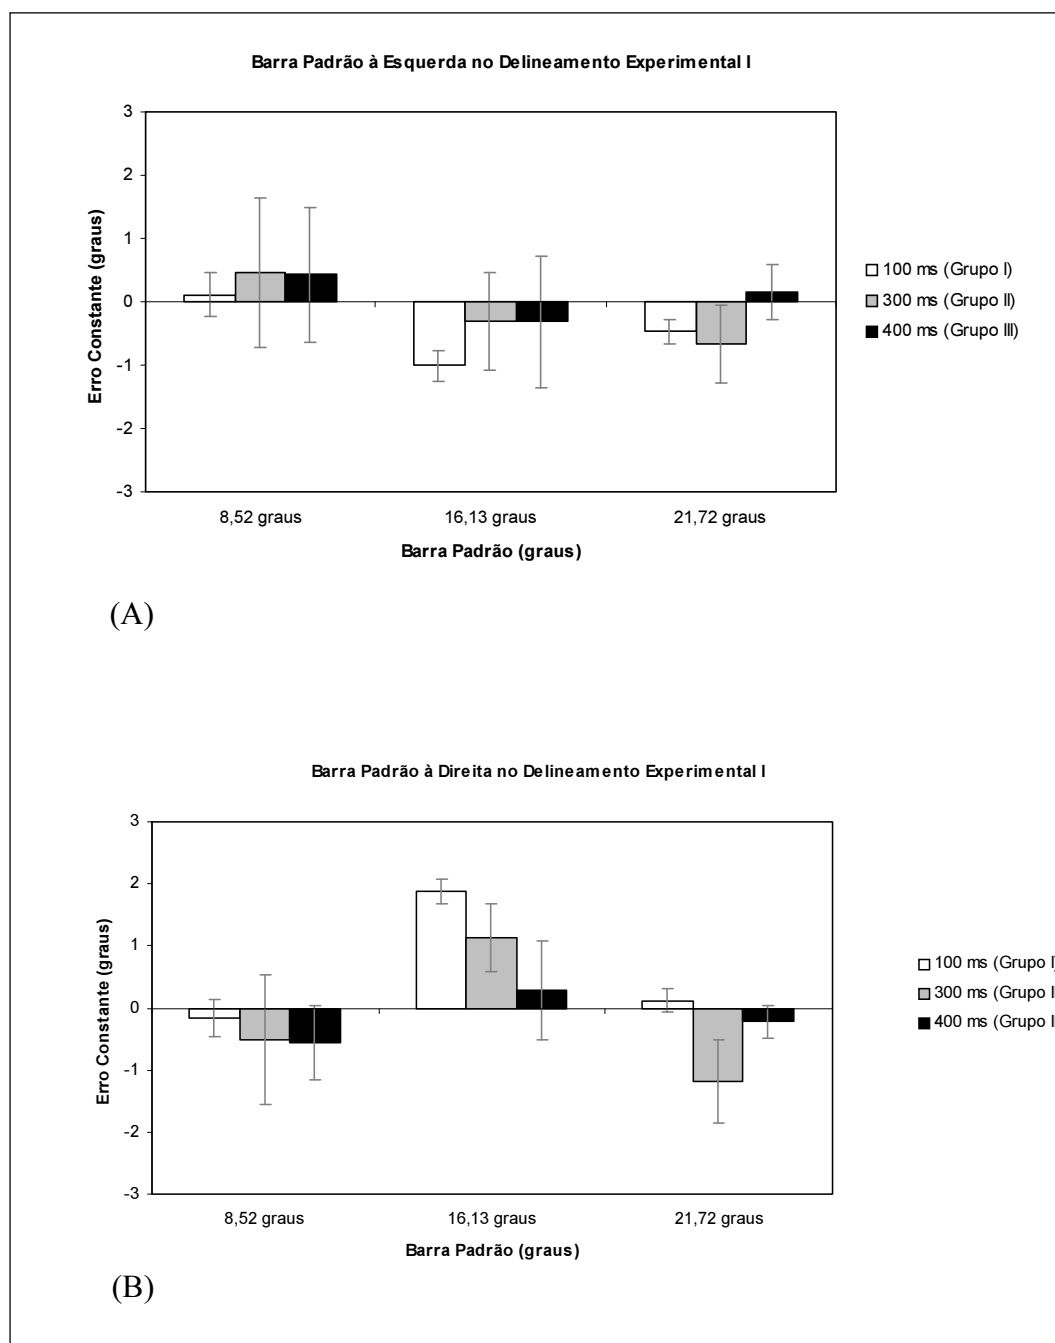 Barra Padrão à Esquerda no Delineamento Experimental I
3
2
1
0
-1
-2
-3
Erro Constante (graus)
8,52 graus
16,13 graus
21,72 graus
Barra Padrão (graus)
100 ms (Grupo I)
300 ms (Grupo II)
400 ms (Grupo III)
(A)
Barra Padrão à Direita no Delineamento Experimental I
3
2
1
0
-1
-2
-3
Erro Constante (graus)
8,52 graus
16,13 graus
21,72 graus
Barra Padrão (graus)
100 ms (Grupo I)
300 ms (Grupo II
400 ms (Grupo II
(B)